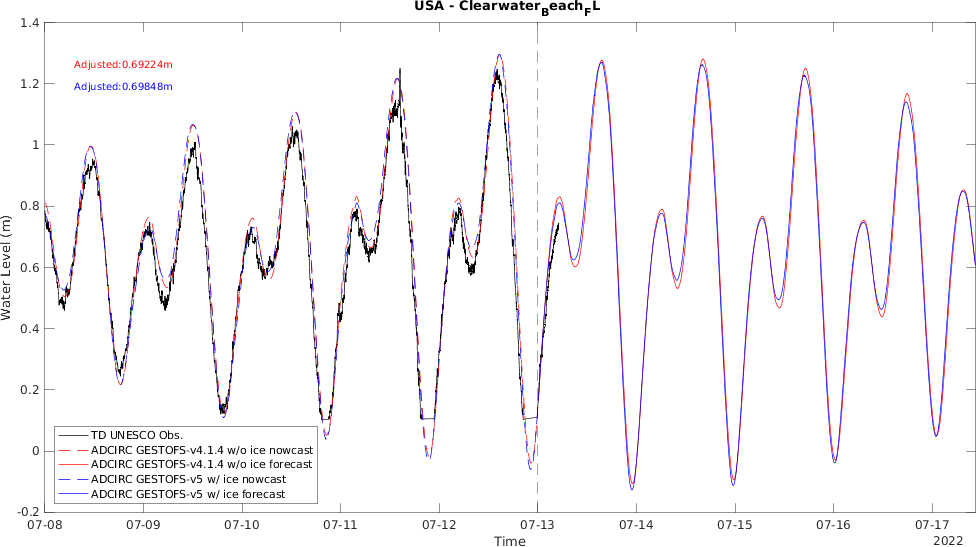 USA - Clearwater_Beach_FL
1.4
1.2
1
0.8
0.6
0.4
0.2
0
-0.2
Water Level (m)
Adjusted:0.69224m
Adjusted:0.69848m
TD UNESCO Obs.
ADCIRC GESTOFS-v4.1.4 w/o ice nowcast
ADCIRC GESTOFS-v4.1.4 w/o ice forecast
ADCIRC GESTOFS-v5 w/ ice nowcast
ADCIRC GESTOFS-v5 w/ ice forecast
07-08 07-09 07-10 07-11 07-12 07-13 07-14 07-15 07-16 07-17
Time
2022